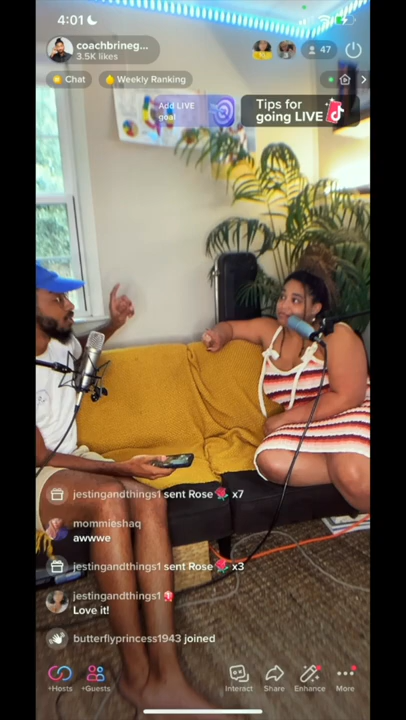 4:01
coachbrineg...
3.5K likes
47
Chat
Weekly Ranking
Add LIVE
goal
Tips for
going LIVE
jestingandthings1 sent Rose x7
mommieshaq
awwwe
jestingandthings1 sent Rose x3
jestingandthings1
Love it!
butterflyprincess1943 joined
+Hosts
+Guests
Interact
Share
Enhance
More